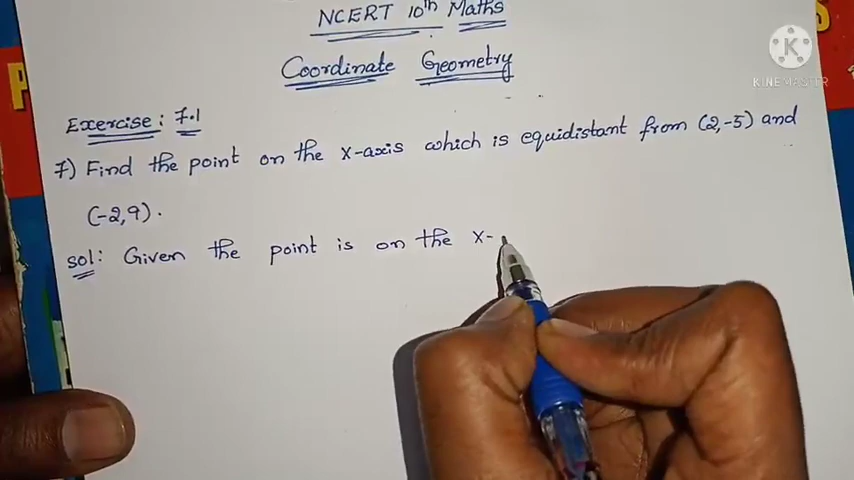 NCERT 10th Maths
Coordinate Geometry
KINEMASTER
Exercise: 7.1
7) Find the point on the x-axis which is equidistant from (2,-5) and
(-2,9).
Sol: Given the point is on the x-